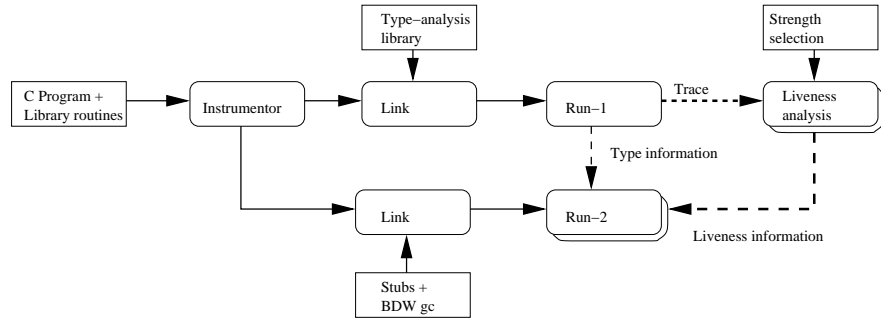 Type−analysis
library
Strength
selection
C Program +
Library routines
Instrumentor
Link
Run−1
Trace
Liveness
analysis
Type information
Link
Run−2
Liveness information
Stubs +
BDW gc